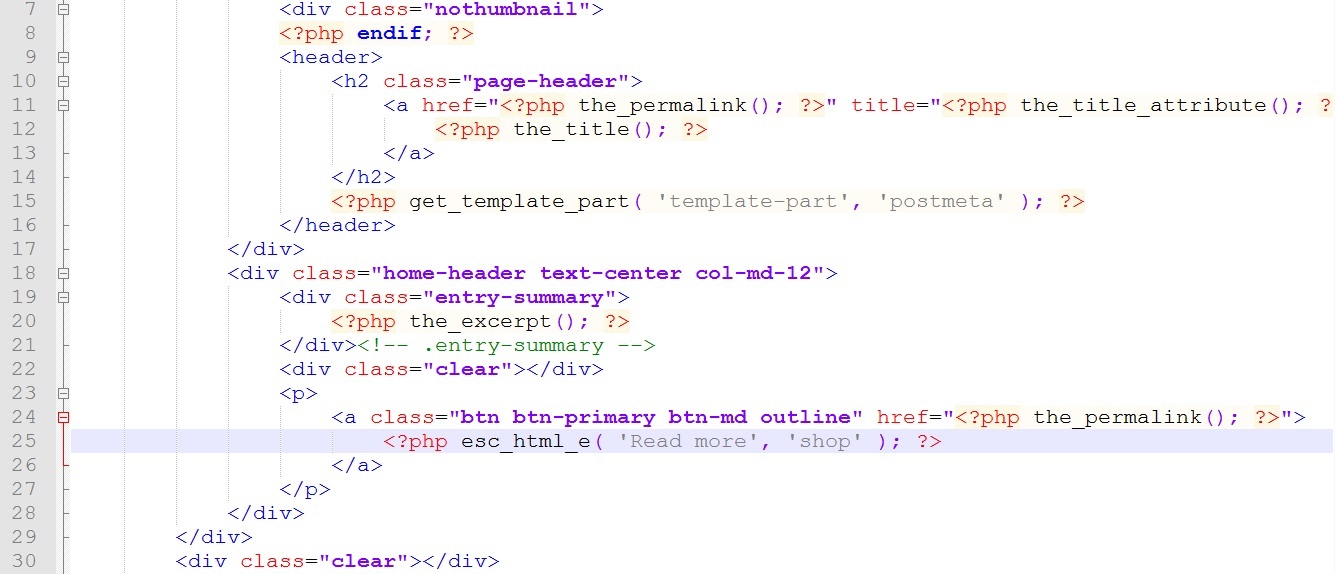 7 <div class="nothumbnail">
8 <?php endif; ?>
9 <header>
10 <h2 class="page-header">
11 <a href="<?php the_permalink(); ?>" title="<?php the_title_attribute(); ?
12 <?php the_title(); ?>
13 </a>
14 </h2>
15 <?php get_template_part( 'template-part', 'postmeta' ); ?>
16 </header>
17 </div>
18 <div class="home-header text-center col-md-12">
19 <div class="entry-summary">
20 <?php the_excerpt(); ?>
21 </div><!-- .entry-summary -->
22 <div class="clear"></div>
23 <p>
24 <a class="btn btn-primary btn-md outline" href="<?php the_permalink(); ?>">
25 <?php esc_html_e( 'Read more', 'shop' ); ?>
26 </a>
27 </p>
28 </div>
29 </div>
30 <div class="clear"></div>